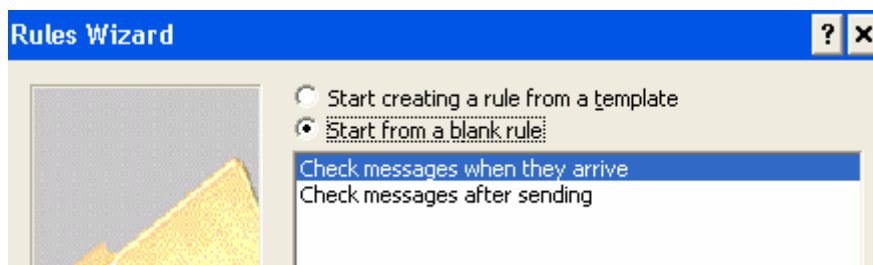 Rules Wizard
Start creating a rule from a template
Start from a blank rule
Check messages when they arrive
Check messages after sending